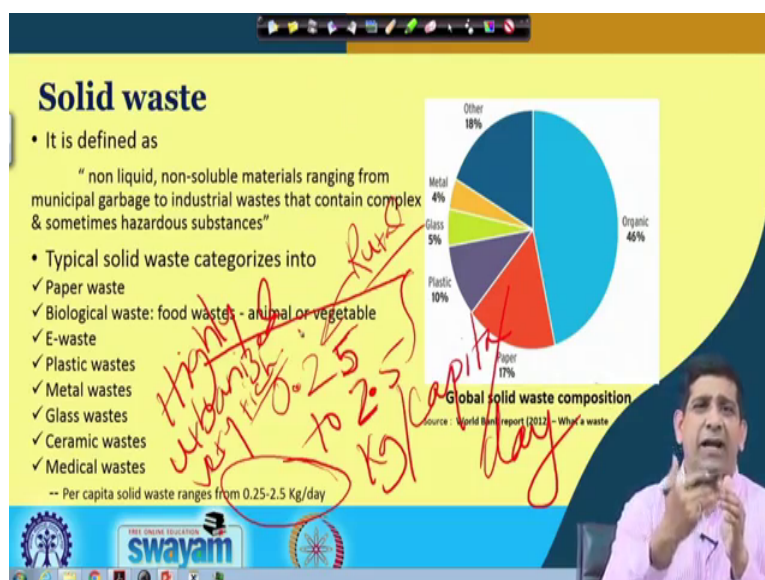 Solid waste
• It is defined as
“ non liquid, non-soluble materials ranging from
municipal garbage to industrial wastes that contain complex
& sometimes hazardous substances”
• Typical solid waste categorizes into
✓ Paper waste
✓ Biological waste: food wastes - animal or vegetable
✓ E-waste
✓ Plastic wastes
✓ Metal wastes
✓ Glass wastes
✓ Ceramic wastes
✓ Medical wastes
-- Per capita solid waste ranges from 0.25-2.5 Kg/day
Other
18%
Metal
4%
Glass
5%
Plastic
10%
Paper
17%
Organic
46%
Global solid waste composition
Source : World Bank report (2012) – What a waste
Rural
Highly
urbanized
very rich
0.25
to 2.5
kg/capita
day
FREE ONLINE EDUCATION
swayam